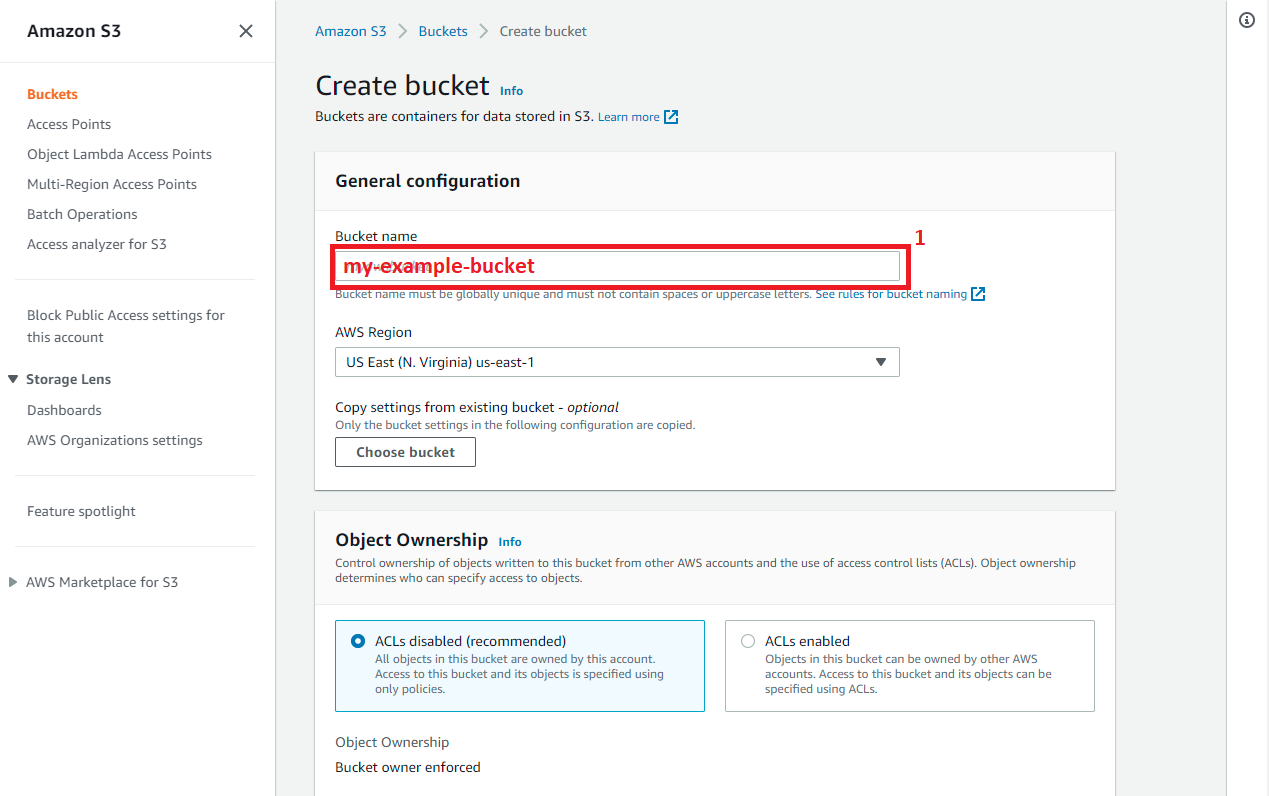 Amazon S3
Buckets
Access Points
Object Lambda Access Points
Multi-Region Access Points
Batch Operations
Access analyzer for S3
Block Public Access settings for
this account
Storage Lens
Dashboards
AWS Organizations settings
Feature spotlight
AWS Marketplace for S3
Amazon S3 Buckets Create bucket
Create bucket Info
Buckets are containers for data stored in S3. Learn more
General configuration
Bucket name
1
my-example-bucket
Bucket name must be globally unique and must not contain spaces or uppercase letters. See rules for bucket naming
AWS Region
US East (N. Virginia) us-east-1
Copy settings from existing bucket - optional
Only the bucket settings in the following configuration are copied.
Choose bucket
Object Ownership Info
Control ownership of objects written to this bucket from other AWS accounts and the use of access control lists (ACLs). Object ownership
determines who can specify access to objects.
ACLs disabled (recommended)
All objects in this bucket are owned by this account.
Access to this bucket and its objects is specified using
only policies.
ACLs enabled
Objects in this bucket can be owned by other AWS
accounts. Access to this bucket and its objects can be
specified using ACLs.
Object Ownership
Bucket owner enforced